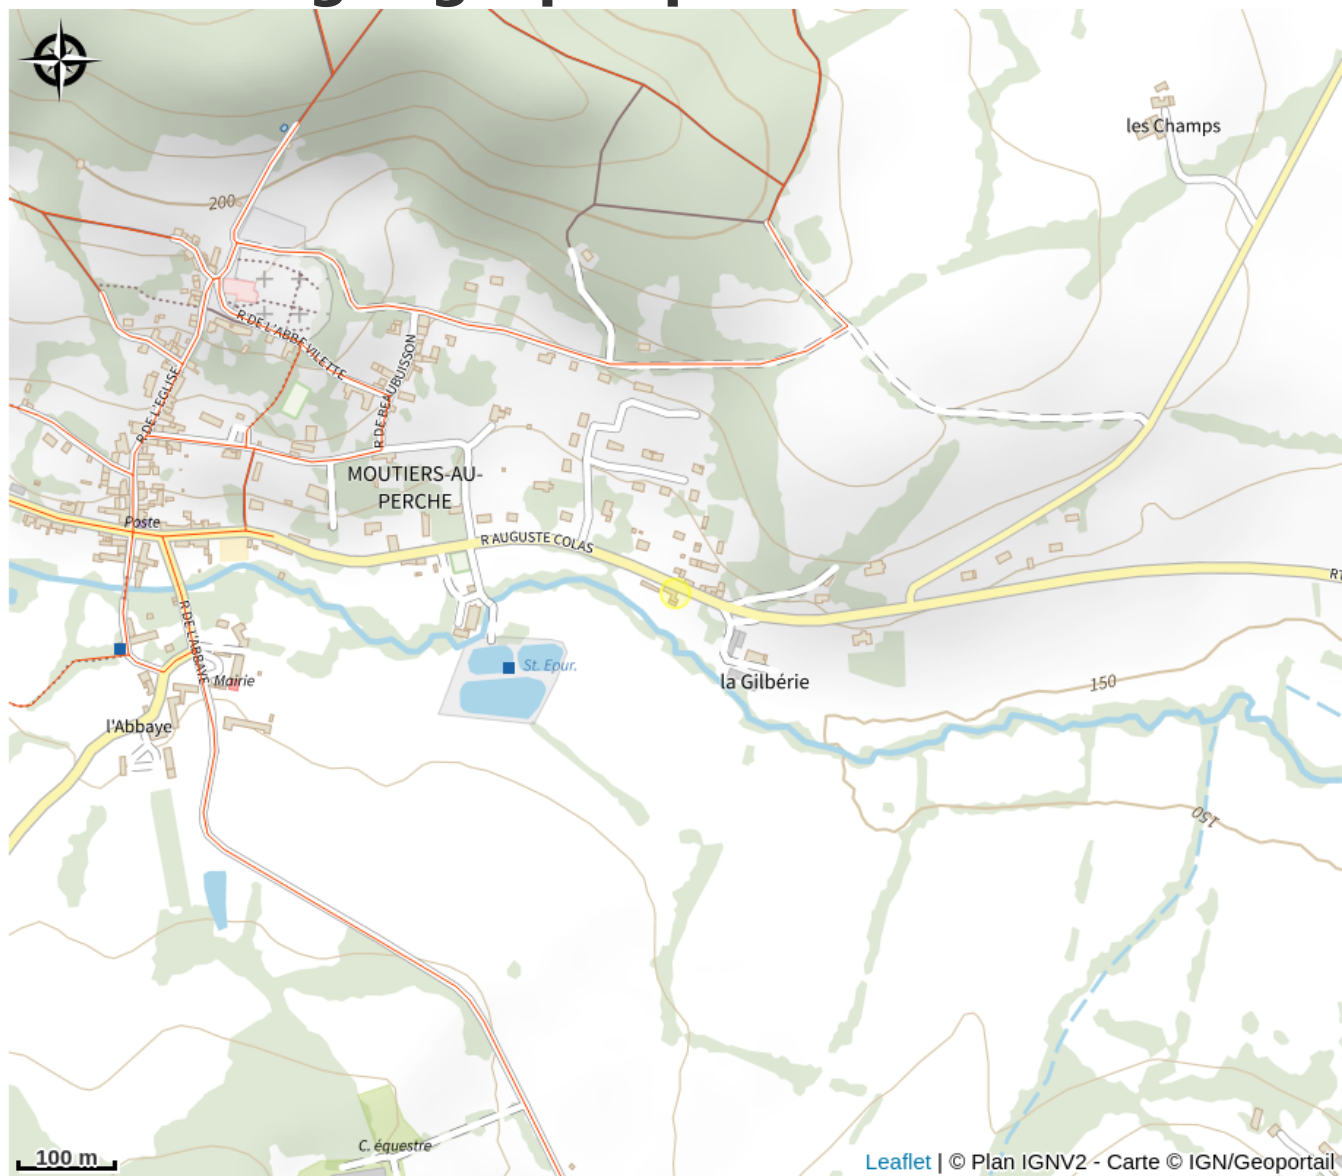 les Champs
200
R DE L'ABBE VILETTE
R DE BEAUBUISSON
R DE L'EGLISE
MOUTIERS-AU-
PERCHE
Poste
R AUGUSTE COLAS
R DE L'ABBAYE
St. Epur.
Mairie
la Gilbérie
150
l'Abbaye
150
C. équestre
100 m
Leaflet | © Plan IGNV2 - Carte © IGN/Geoportail